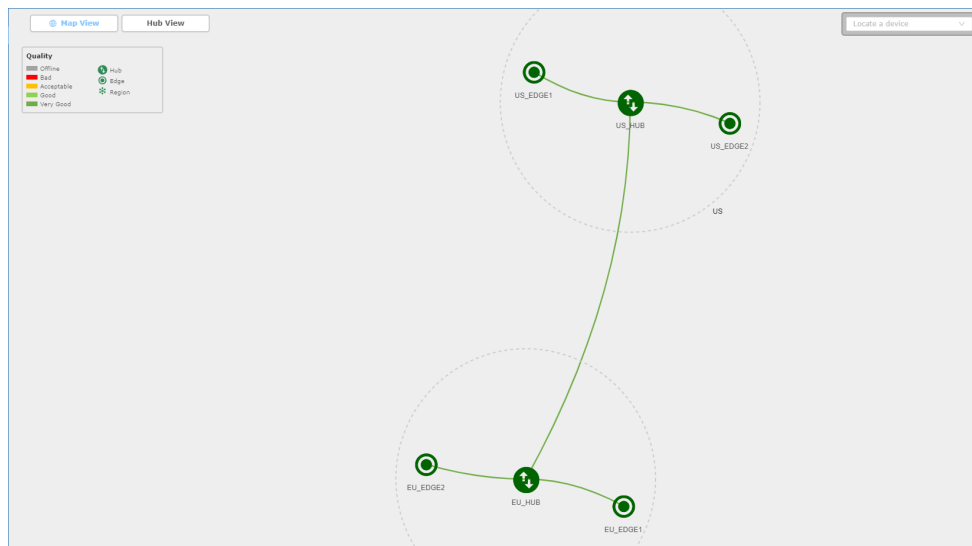 Map View
Hub View
Locate a device
Quality
Offline
Bad
Acceptable
Good
Very Good
Hub
Edge
Region
US_EDGE1
US_HUB
US_EDGE2
US
EU_EDGE2
EU_HUB
EU_EDGE1